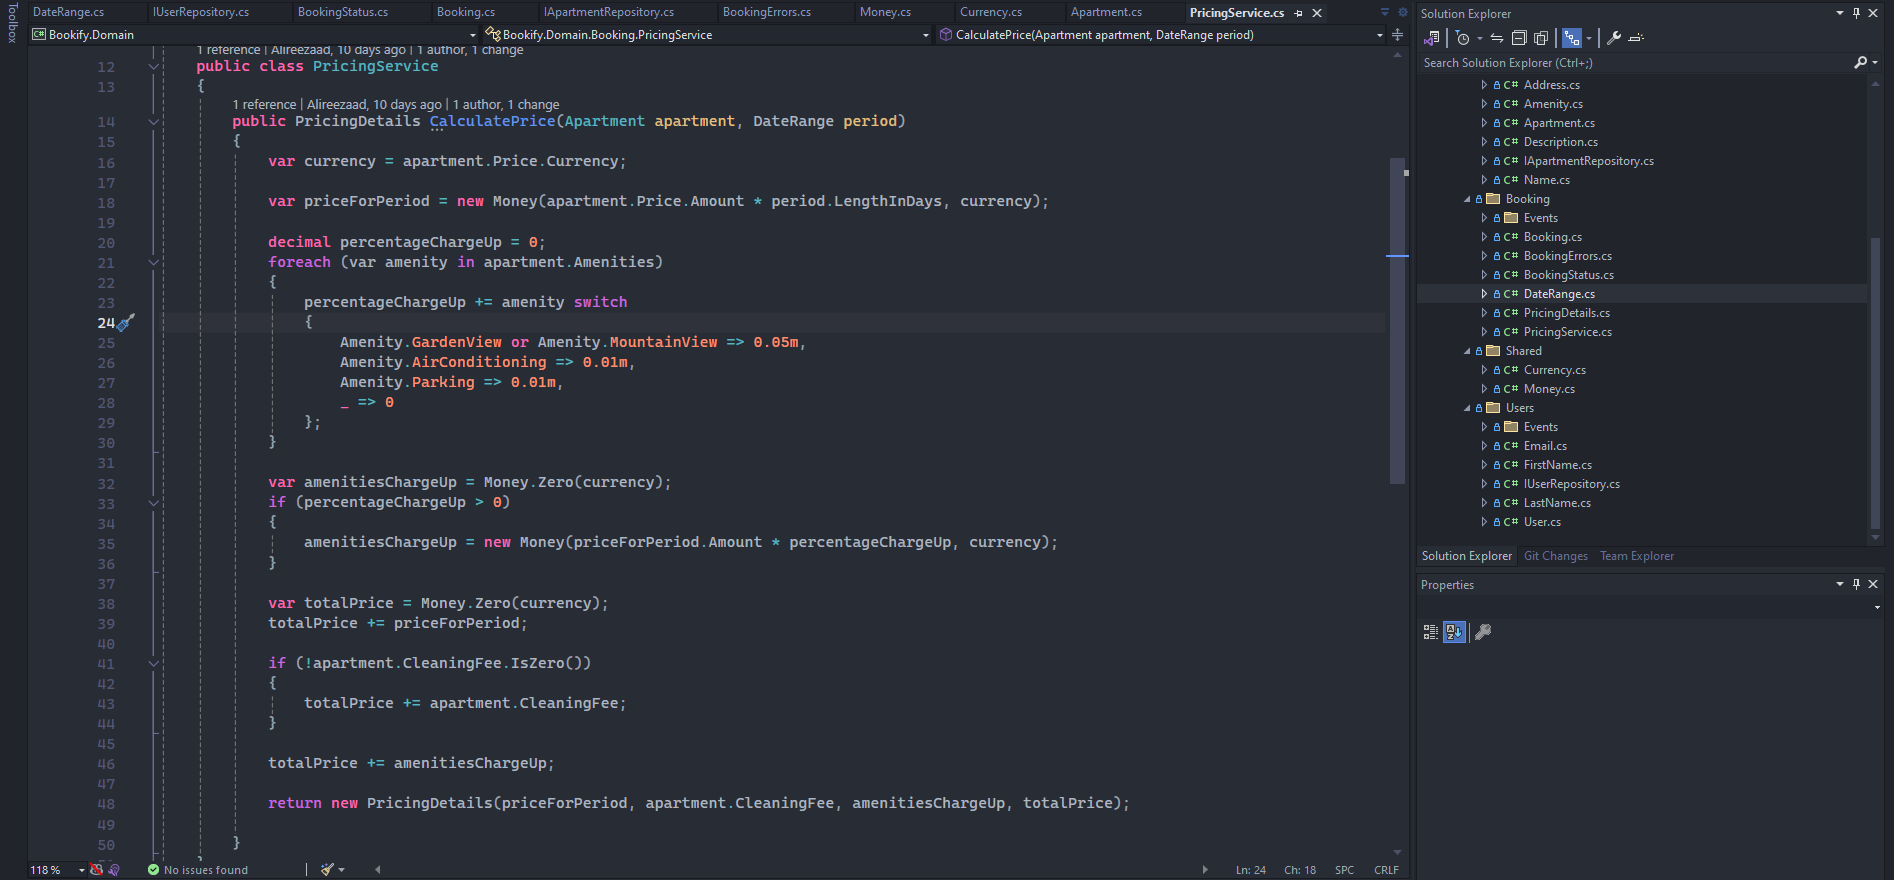 Toolbox
DateRange.cs IUserRepository.cs BookingStatus.cs Booking.cs IApartmentRepository.cs BookingErrors.cs Money.cs Currency.cs Apartment.cs PricingService.cs
C# Bookify.Domain Bookify.Domain.Booking.PricingService CalculatePrice(Apartment apartment, DateRange period)
1 reference | Alireezaad, 10 days ago | 1 author, 1 change
12 public class PricingService
13 {
1 reference | Alireezaad, 10 days ago | 1 author, 1 change
14 public PricingDetails CalculatePrice(Apartment apartment, DateRange period)
15 {
16 var currency = apartment.Price.Currency;
17
18 var priceForPeriod = new Money(apartment.Price.Amount * period.LengthInDays, currency);
19
20 decimal percentageChargeUp = 0;
21 foreach (var amenity in apartment.Amenities)
22 {
23 percentageChargeUp += amenity switch
24 {
25 Amenity.GardenView or Amenity.MountainView => 0.05m,
26 Amenity.AirConditioning => 0.01m,
27 Amenity.Parking => 0.01m,
28 _ => 0
29 };
30 }
31
32 var amenitiesChargeUp = Money.Zero(currency);
33 if (percentageChargeUp > 0)
34 {
35 amenitiesChargeUp = new Money(priceForPeriod.Amount * percentageChargeUp, currency);
36 }
37
38 var totalPrice = Money.Zero(currency);
39 totalPrice += priceForPeriod;
40
41 if (!apartment.CleaningFee.IsZero())
42 {
43 totalPrice += apartment.CleaningFee;
44 }
45
46 totalPrice += amenitiesChargeUp;
47
48 return new PricingDetails(priceForPeriod, apartment.CleaningFee, amenitiesChargeUp, totalPrice);
49
50 }
118 % No issues found Ln: 24 Ch: 18 SPC CRLF
Solution Explorer
Search Solution Explorer (Ctrl+;)
C# Address.cs
C# Amenity.cs
C# Apartment.cs
C# Description.cs
C# IApartmentRepository.cs
C# Name.cs
Booking
Events
C# Booking.cs
C# BookingErrors.cs
C# BookingStatus.cs
C# DateRange.cs
C# PricingDetails.cs
C# PricingService.cs
Shared
C# Currency.cs
C# Money.cs
Users
Events
C# Email.cs
C# FirstName.cs
C# IUserRepository.cs
C# LastName.cs
C# User.cs
Solution Explorer Git Changes Team Explorer
Properties